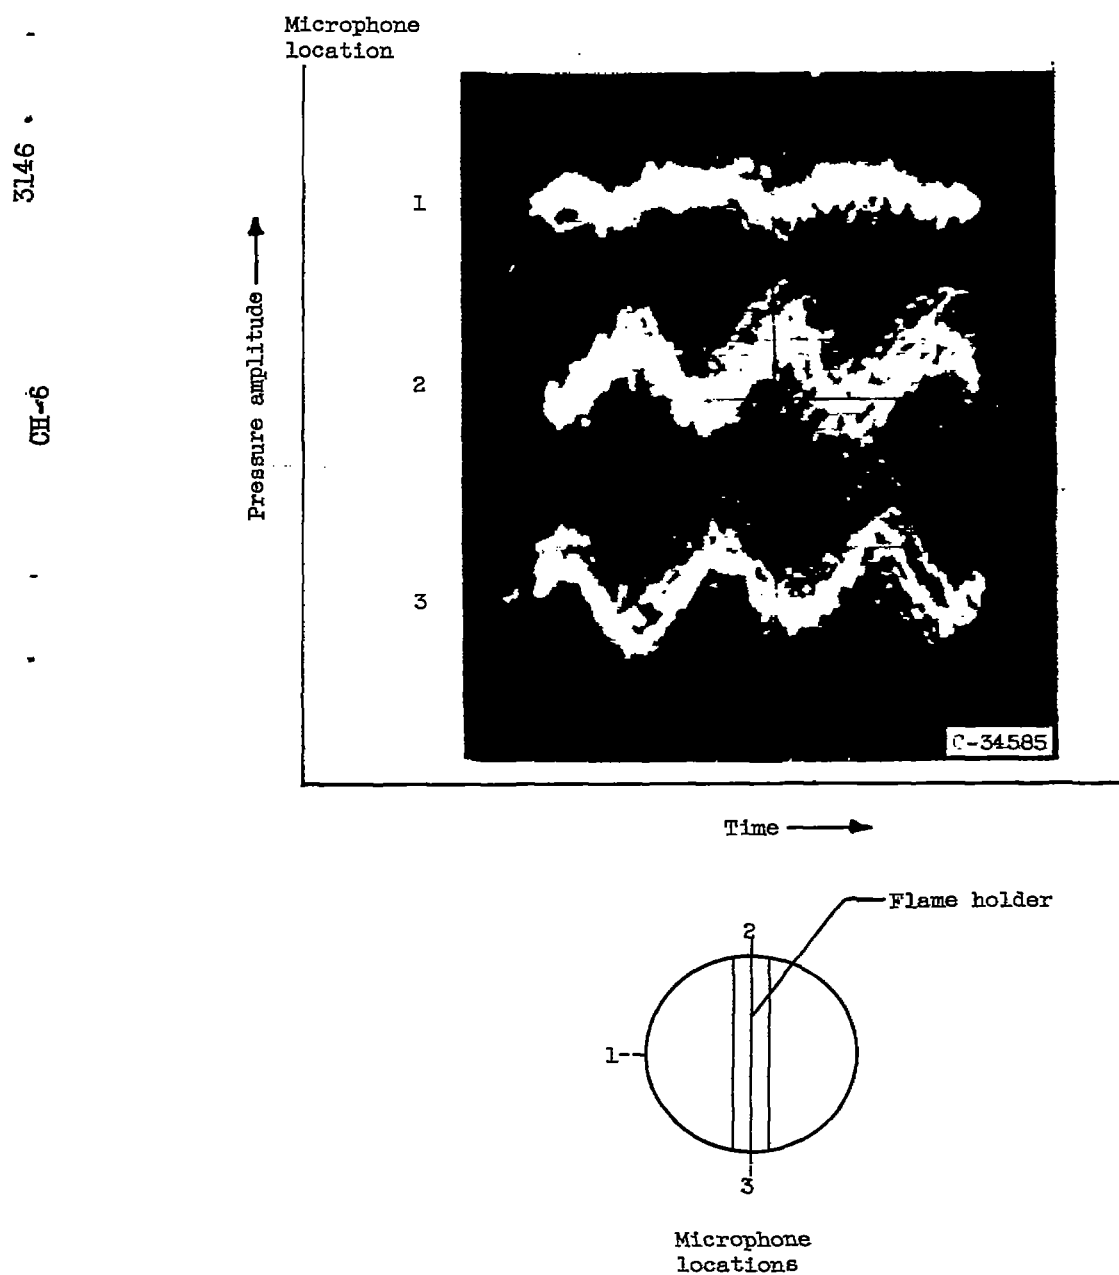 Microphone
location
3146
CH-6
Pressure amplitude
1
2
3
C-34585
Time
Flame holder
2
1
3
Microphone
locations